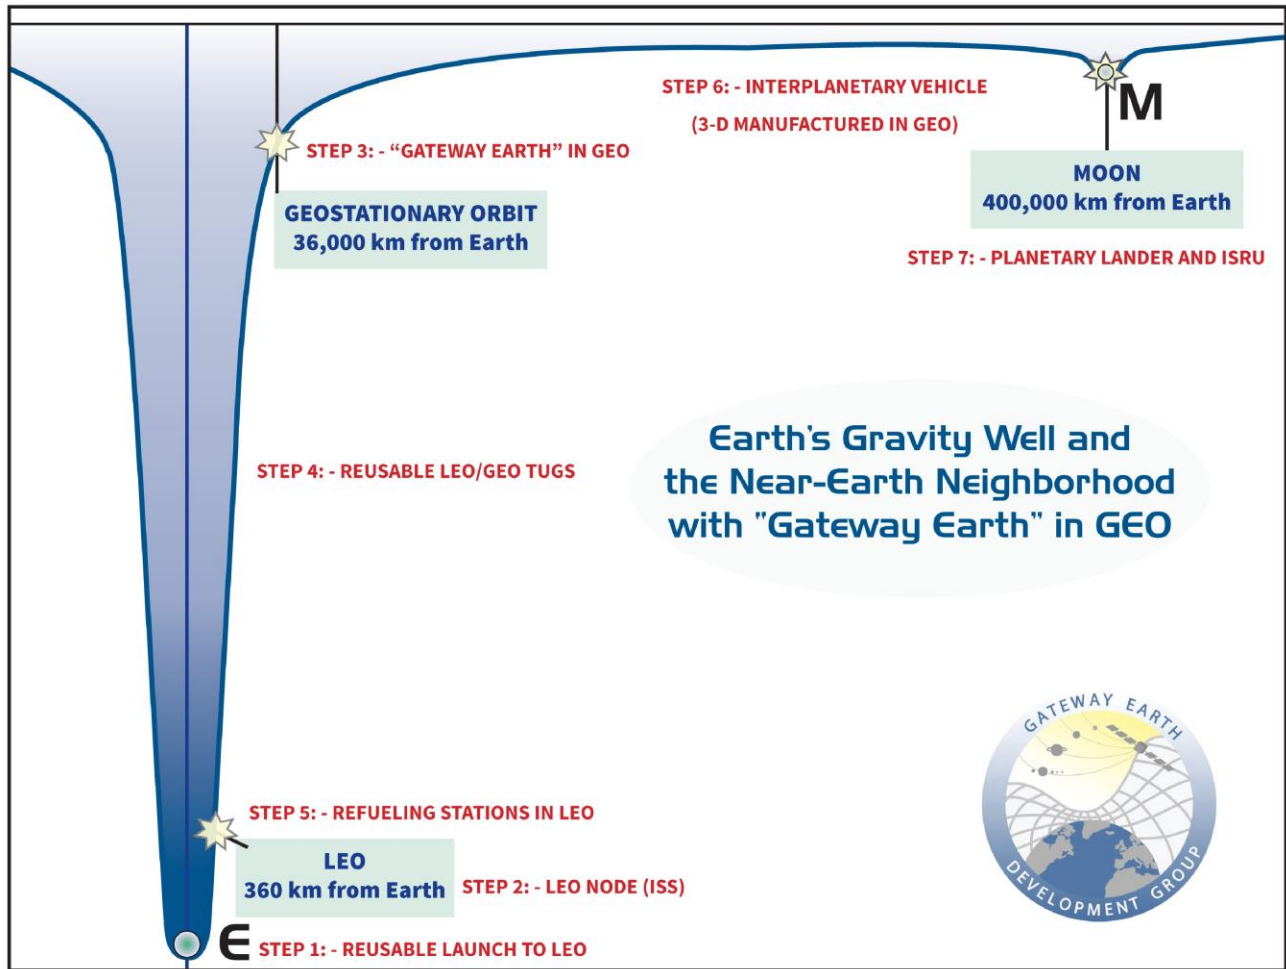 STEP 6: - INTERPLANETARY VEHICLE
(3-D MANUFACTURED IN GEO)
M
STEP 3: - “GATEWAY EARTH” IN GEO
MOON
400,000 km from Earth
GEOSTATIONARY ORBIT
36,000 km from Earth
STEP 7: - PLANETARY LANDER AND ISRU
Earth's Gravity Well and
the Near-Earth Neighborhood
with "Gateway Earth" in GEO
STEP 4: - REUSABLE LEO/GEO TUGS
GATEWAY EARTH
DEVELOPMENT GROUP
STEP 5: - REFUELING STATIONS IN LEO
LEO
360 km from Earth
STEP 2: - LEO NODE (ISS)
E
STEP 1: - REUSABLE LAUNCH TO LEO